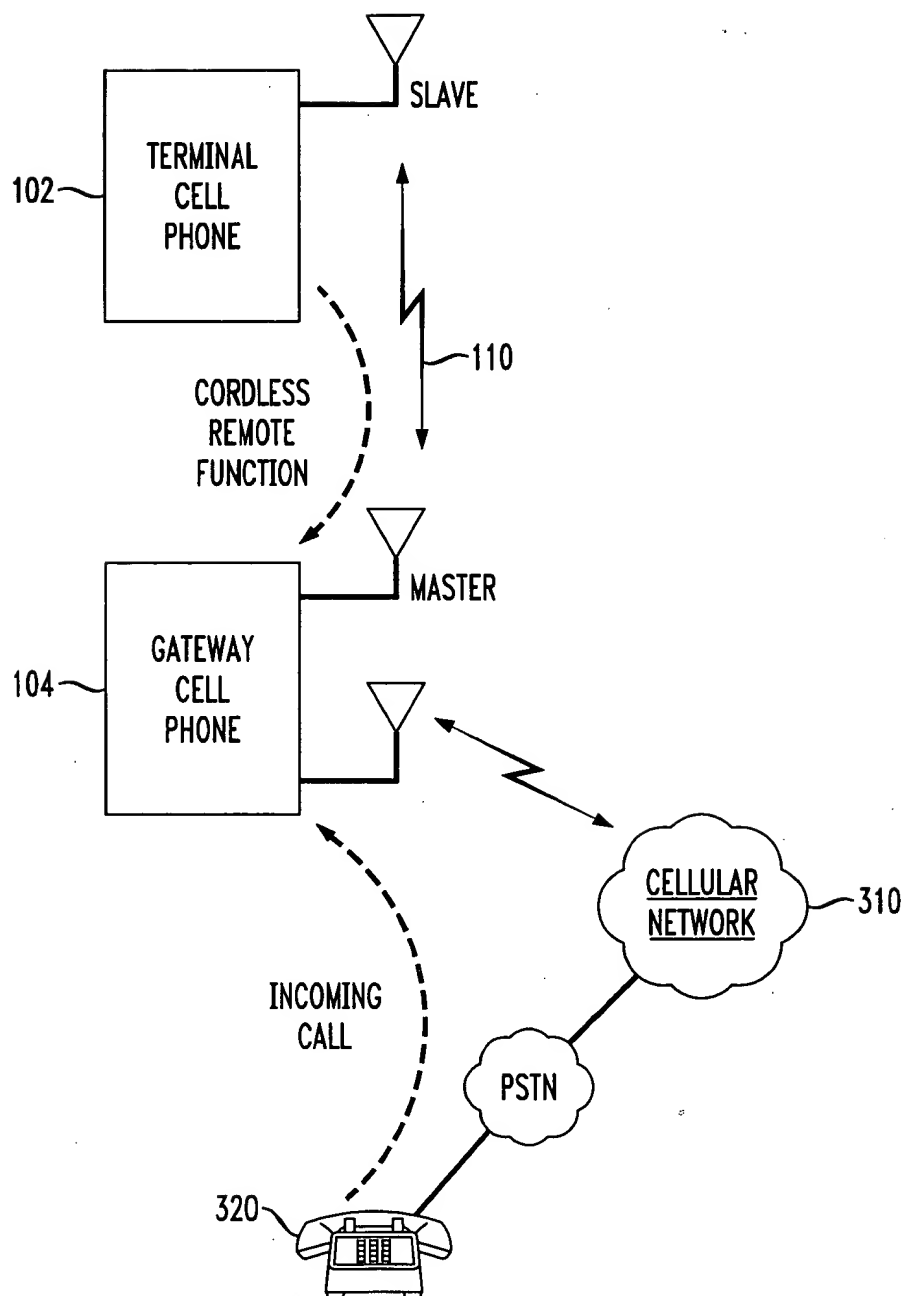 SLAVE
TERMINAL
CELL
PHONE
102
110
CORDLESS
REMOTE
FUNCTION
MASTER
GATEWAY
CELL
PHONE
104
CELLULAR
NETWORK
310
INCOMING
CALL
PSTN
320